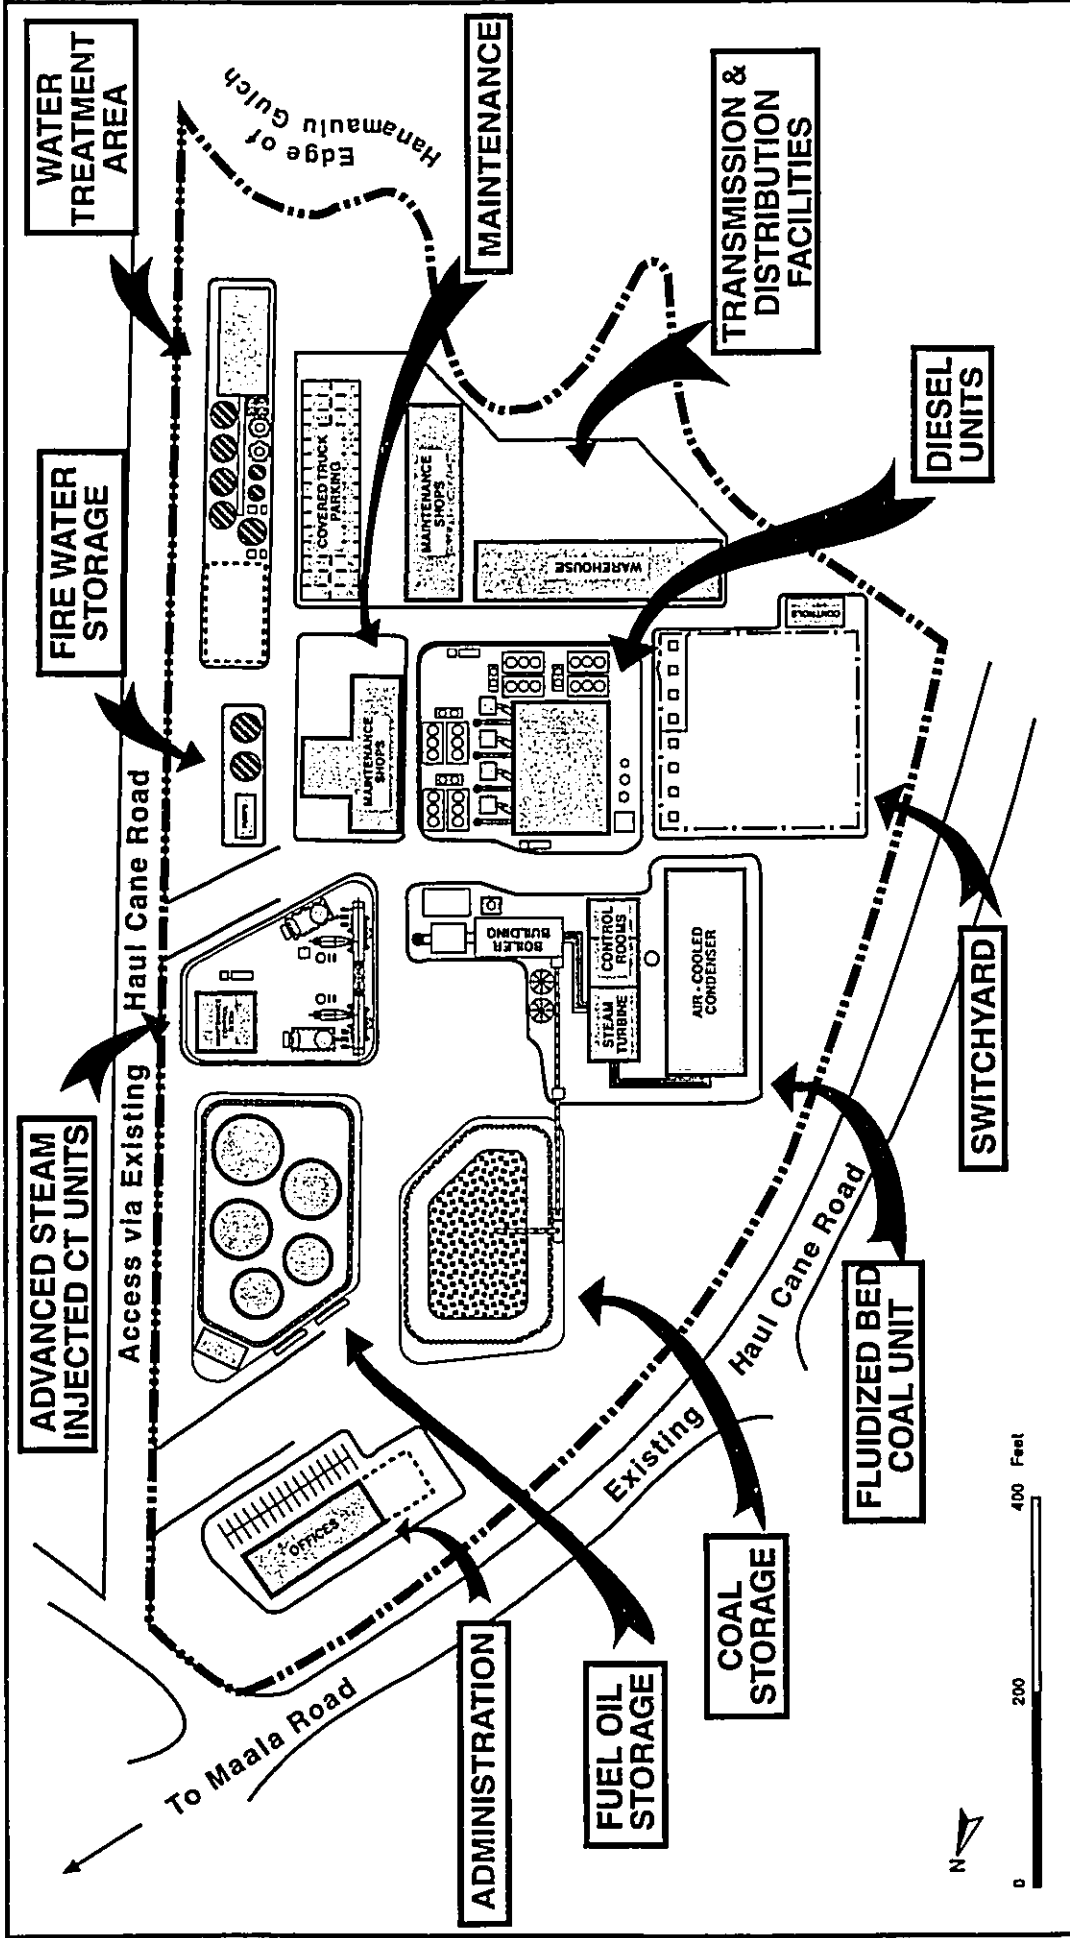 ADVANCED STEAM
INJECTED CT UNITS
FIRE WATER
STORAGE
WATER
TREATMENT
AREA
Access via Existing Haul Cane Road
Edge of
Hanamaulu Gulch
To Maala Road
OFFICES
PUMPS
MAINTENANCE
SHOPS
COVERED TRUCK
PARKING
MAINTENANCE
SHOPS
WAREHOUSE
BOILER
BUILDING
STEAM
TURBINE
CONTROL
ROOMS
AIR-COOLED
CONDENSER
CONTROLS
Existing Haul Cane Road
ADMINISTRATION
MAINTENANCE
FUEL OIL
STORAGE
COAL
STORAGE
TRANSMISSION &
DISTRIBUTION
FACILITIES
FLUIDIZED BED
COAL UNIT
SWITCHYARD
DIESEL
UNITS
N
0 200 400 Feet